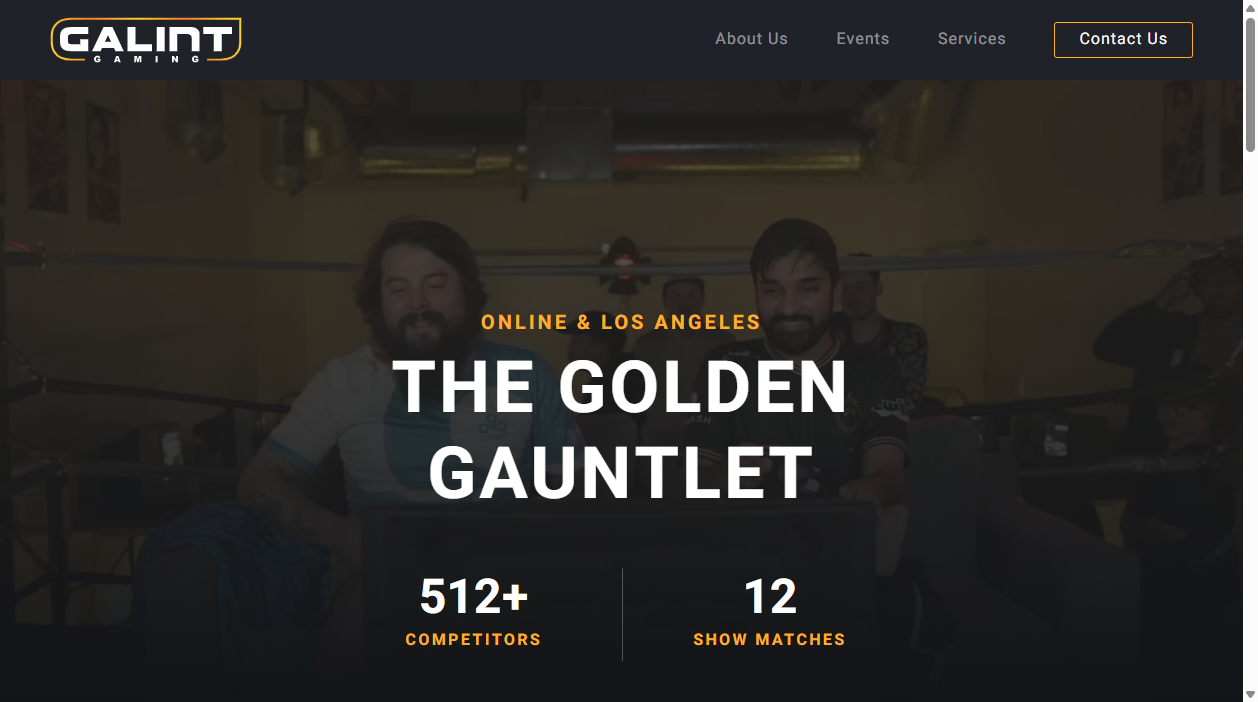 GALINT
GAMING
About Us
Events
Services
Contact Us
ONLINE & LOS ANGELES
THE GOLDEN
GAUNTLET
512+
COMPETITORS
12
SHOW MATCHES